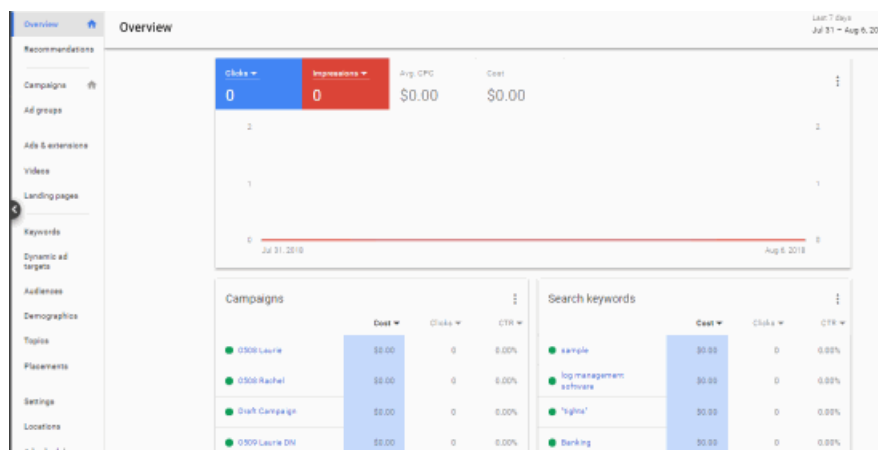 Overview
Recommendations
Campaigns
Ad groups
Ads & extensions
Videos
Landing pages
Keywords
Dynamic ad
targets
Audiences
Demographics
Topics
Placements
Settings
Locations
Overview
Last 7 days
Jul 31 – Aug 6, 20
Clicks Impressions Avg. CPC Cost
0 0 $0.00 $0.00
2 2
1 1
0 0
Jul 31, 2018 Aug 6, 2018
Campaigns
Cost Clicks CTR
0508 Laurie $0.00 0 0.00%
0508 Rachel $0.00 0 0.00%
Draft Campaign $0.00 0 0.00%
0509 Laurie DN $0.00 0 0.00%
Search keywords
Cost Clicks CTR
sample $0.00 0 0.00%
log management
software $0.00 0 0.00%
$0.00 0 0.00%
Banking $0.00 0 0.00%